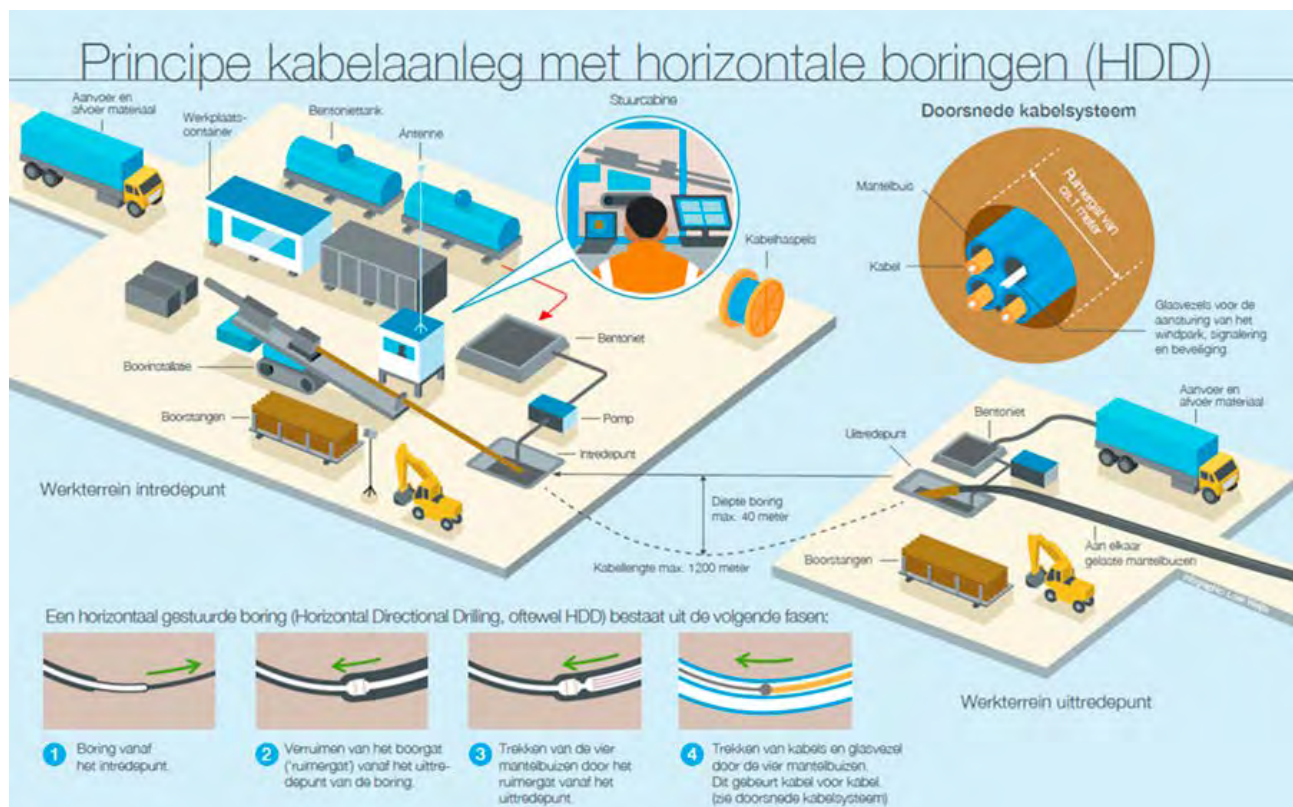 Principe kabelaanleg met horizontale boringen (HDD)
Aanvoer en
afvoer materiaal
Werkplaats-
container
Bentoniettank
Antenne
Stuurcabine
Kabelhaspels
Boorinstallatie
Boorstangen
Bentoniet
Pomp
Intredepunt
Werkterrein intredepunt
Doorsnede kabelsysteem
Mantelbuis
Kabel
Ruimergat van
ca. 1 meter
Glasvezels voor de
aansturing van het
windpark, signalering
en beveiliging.
Aanvoer en
afvoer materiaal
Bentoniet
Uittredepunt
Diepte boring
max. 40 meter
Kabellengte max. 1200 meter
Boorstangen
Aan elkaar
gelaste mantelbuizen
Werkterrein uittredepunt
Een horizontaal gestuurde boring (Horizontal Directional Drilling, oftewel HDD) bestaat uit de volgende fasen:
1 Boring vanaf
het intredepunt.
2 Verruimen van het boorgat
('ruimergat') vanaf het uittre-
depunt van de boring.
3 Trekken van de vier
mantelbuizen door het
ruimergat vanaf het
uittredepunt.
4 Trekken van kabels en glasvezel
door de vier mantelbuizen.
Dit gebeurt kabel voor kabel.
(zie doorsnede kabelsysteem)